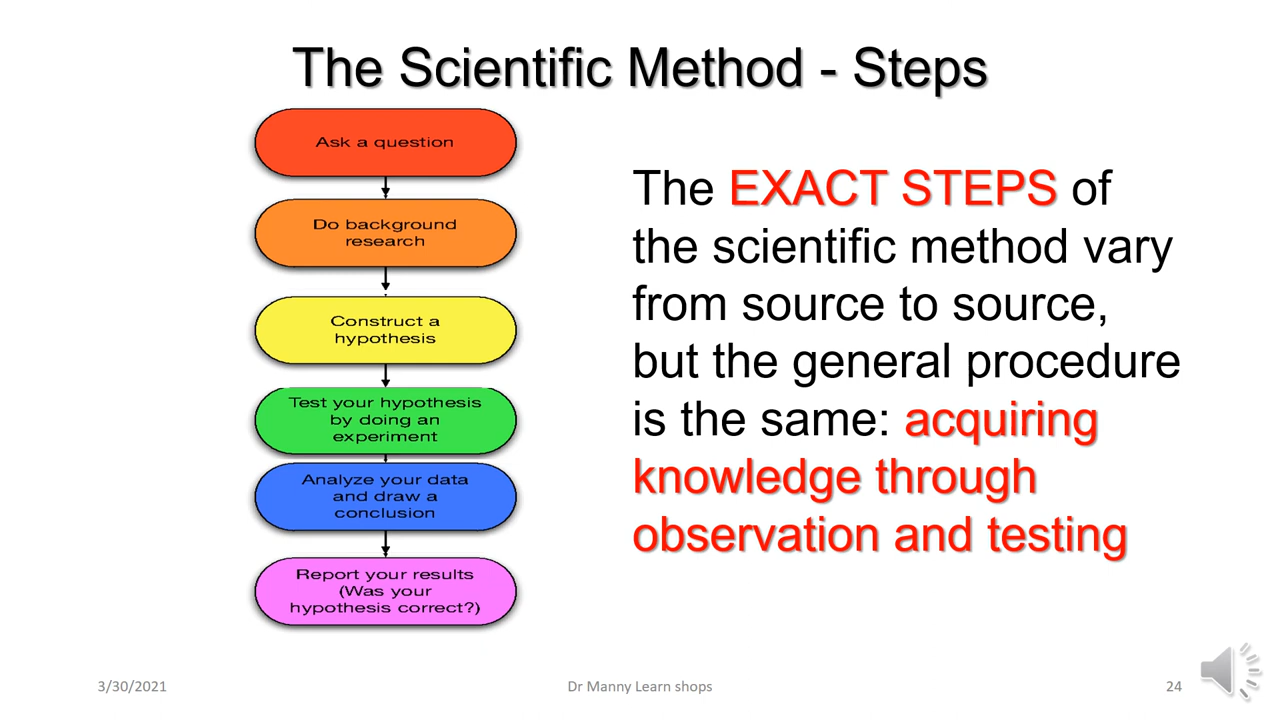 The Scientific Method - Steps
Ask a question
Do background
research
Construct a
hypothesis
Test your hypothesis
by doing an
experiment
Analyze your data
and draw a
conclusion
Report your results
(Was your
hypothesis correct?)
The EXACT STEPS of
the scientific method vary
from source to source,
but the general procedure
is the same: acquiring
knowledge through
observation and testing
3/30/2021
Dr Manny Learn shops
24